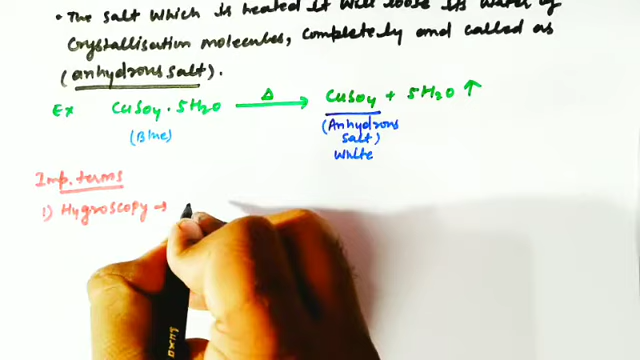 • The salt which is heated it will loose its water of
Crystallisation molecules, completely and called as
(anhydrous salt).
Ex CuSO4 . 5H2O Δ → CuSO4 + 5H2O ↑
(Blue) (Anhydrous
salt)
white
Imp. terms
1) Hygroscopy →
LUXO